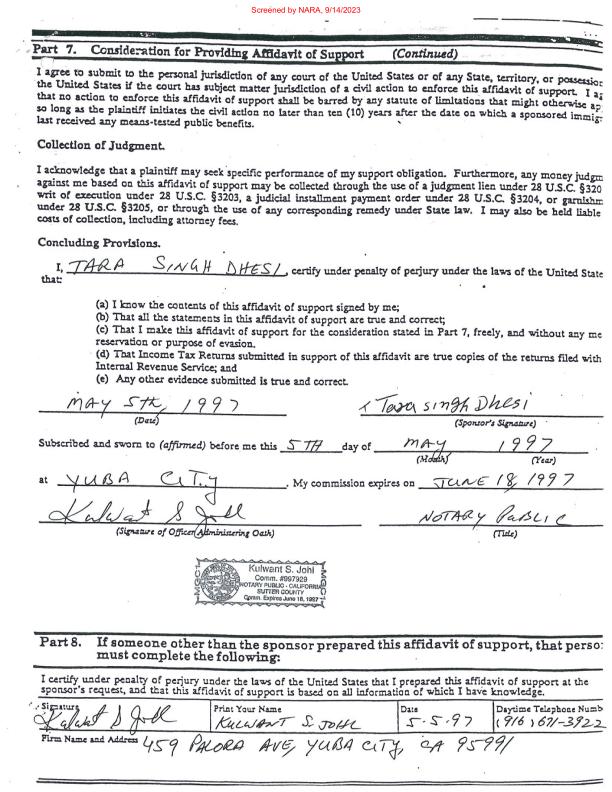 Screened by NARA, 9/14/2023
Part 7. Consideration for Providing Affidavit of Support (Continued)
I agree to submit to the personal jurisdiction of any court of the United States or of any State, territory, or possession
the United States if the court has subject matter jurisdiction of a civil action to enforce this affidavit of support. I ag
that no action to enforce this affidavit of support shall be barred by any statute of limitations that might otherwise ap
so long as the plaintiff initiates the civil action no later than ten (10) years after the date on which a sponsored immig
last received any means-tested public benefits.
Collection of Judgment.
I acknowledge that a plaintiff may seek specific performance of my support obligation. Furthermore, any money judgm
against me based on this affidavit of support may be collected through the use of a judgment lien under 28 U.S.C. §320
writ of execution under 28 U.S.C. §3203, a judicial installment payment order under 28 U.S.C. §3204, or garnishm
under 28 U.S.C. §3205, or through the use of any corresponding remedy under State law. I may also be held liable
costs of collection, including attorney fees.
Concluding Provisions.
I, TARA SINGH DHESI, certify under penalty of perjury under the laws of the United State
that:
(a) I know the contents of this affidavit of support signed by me;
(b) That all the statements in this affidavit of support are true and correct;
(c) That I make this affidavit of support for the consideration stated in Part 7, freely, and without any me
reservation or purpose of evasion.
(d) That Income Tax Returns submitted in support of this affidavit are true copies of the returns filed with
Internal Revenue Service; and
(e) Any other evidence submitted is true and correct.
MAY 5th, 1997 x Tara singh Dhesi
(Date) (Sponsor's Signature)
Subscribed and sworn to (affirmed) before me this 5TH day of MAY 1997
(Month) (Year)
at YUBA CITY. My commission expires on JUNE 18, 1997
Kulwat S Johl NOTARY PUBLIC
(Signature of Officer Administering Oath) (Title)
Kulwant S. Johl
Comm. #997929
NOTARY PUBLIC - CALIFORNIA
SUTTER COUNTY
Comm. Expires June 18, 1997
Part 8. If someone other than the sponsor prepared this affidavit of support, that perso
must complete the following:
I certify under penalty of perjury under the laws of the United States that I prepared this affidavit of support at the
sponsor's request, and that this affidavit of support is based on all information of which I have knowledge.
Signature Print Your Name Date Daytime Telephone Numb
Kulwat S Johl KULWANT S. JOHL 5-5-97 (916) 671-3922
Firm Name and Address 459 PALORA AVE, YUBA CITY, CA 95991